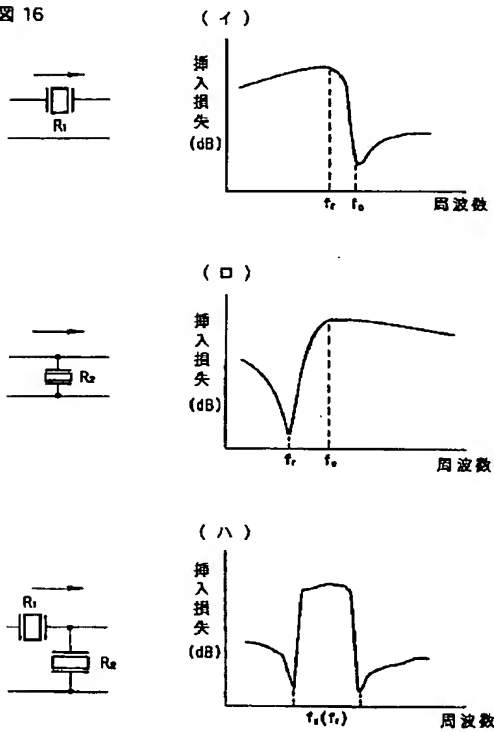 図 16
(イ)
R₁
挿入損失(dB)
fr fa
周波数
(ロ)
R₂
挿入損失(dB)
fr fa
周波数
(ハ)
R₁
R₂
挿入損失(dB)
周波数